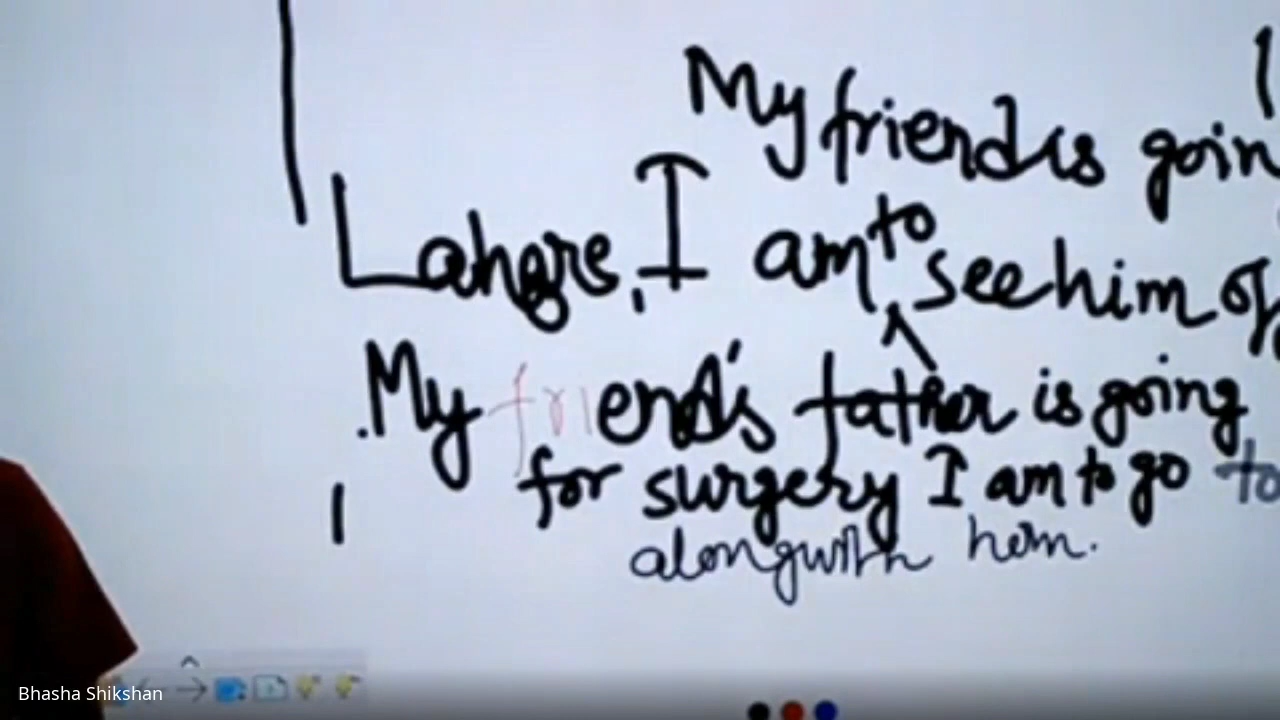 My friend is goin
Lahore, I am to see him of
My friend's father is going
for surgery I am to go to
alongwith him.
Bhasha Shikshan